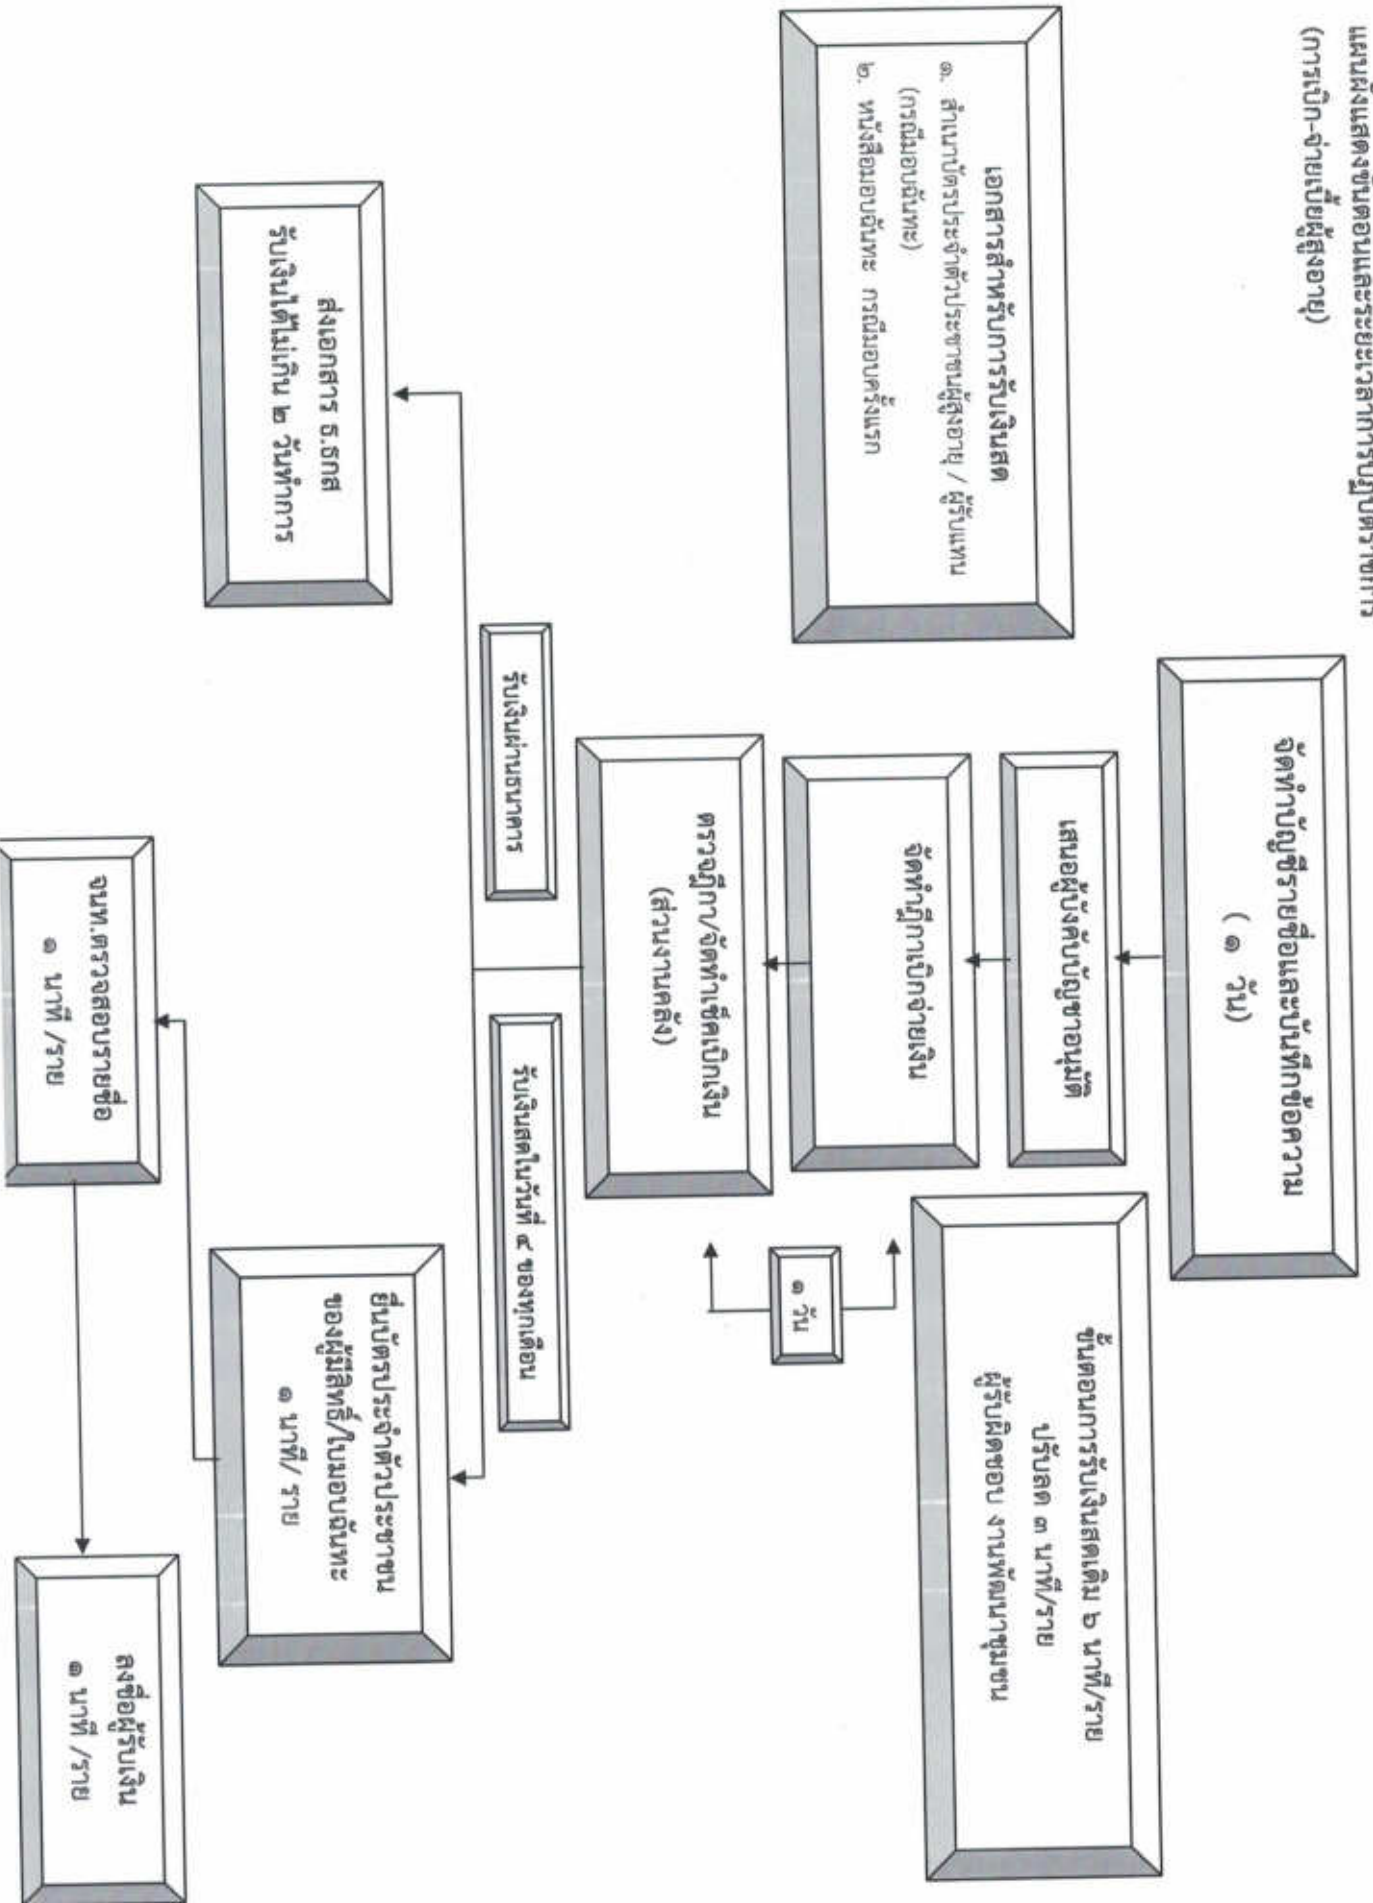 แผนผังแสดงขั้นตอนและระยะเวลาการปฏิบัติราชการ
(การเบิก-จ่ายเบี้ยผู้สูงอายุ)
จัดทำบัญชีรายชื่อและบันทึกข้อความ
( ๑ วัน)
เสนอผู้บังคับบัญชาอนุมัติ
จัดทำฎีกาเบิกจ่ายเงิน
ตรวจฎีกา/จัดทำเช็คเบิกเงิน
(ส่วนงานคลัง)
๑ วัน
ขั้นตอนการรับเงินสดเดิม ๖ นาที/ราย
ปรับลด ๓ นาที/ราย
ผู้รับผิดชอบ งานพัฒนาชุมชน
เอกสารสำหรับการรับเงินสด
๑. สำเนาบัตรประจำตัวประชาชนผู้สูงอายุ / ผู้รับแทน
(กรณีมอบฉันทะ)
๒. หนังสือมอบฉันทะ กรณีมอบครั้งแรก
รับเงินผ่านธนาคาร
รับเงินสดในวันที่ ๔ ของทุกเดือน
ส่งเอกสาร ธ.ธกส
รับเงินได้ไม่เกิน ๒ วันทำการ
ยื่นบัตรประจำตัวประชาชน
ของผู้มีสิทธิ์/ใบมอบฉันทะ
๑ นาที/ ราย
จนท.ตรวจสอบรายชื่อ
๑ นาที /ราย
ลงชื่อผู้รับเงิน
๑ นาที /ราย